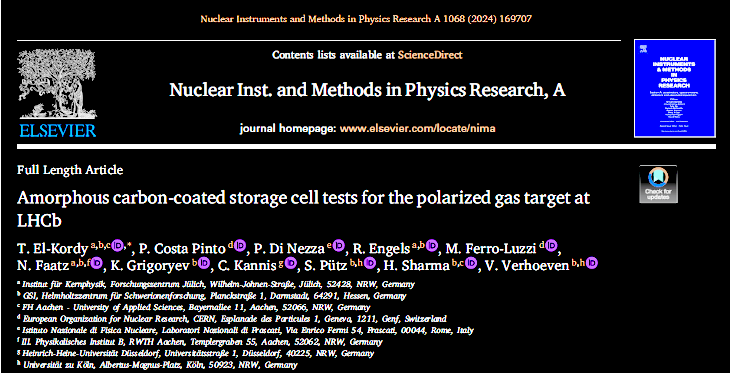 Nuclear Instruments and Methods in Physics Research A 1068 (2024) 169707
Contents lists available at ScienceDirect
Nuclear Inst. and Methods in Physics Research, A
journal homepage: www.elsevier.com/locate/nima
ELSEVIER
NUCLEAR
INSTRUMENTS
& METHODS
IN
PHYSICS
RESEARCH
Full Length Article
Check for
updates
Amorphous carbon-coated storage cell tests for the polarized gas target at
LHCb
T. El-Kordy a,b,c,*, P. Costa Pinto d, P. Di Nezza e, R. Engels a,b, M. Ferro-Luzzi d,
N. Faatz a,b,f, K. Grigoryev b, C. Kannis g, S. Pütz b,h, H. Sharma b,c, V. Verhoeven b,h
a Institut für Kernphysik, Forschungszentrum Jülich, Wilhelm-Johnen-Straße, Jülich, 52428, NRW, Germany
b GSI, Helmholtzzentrum für Schwerionenforschung, Planckstraße 1, Darmstadt, 64291, Hessen, Germany
c FH Aachen - University of Applied Sciences, Bayernallee 11, Aachen, 52066, NRW, Germany
d European Organization for Nuclear Research, CERN, Esplanade des Particules 1, Geneva, 1211, Genf, Switzerland
e Istituto Nasionale di Fisica Nucleare, Laboratori Nasionali di Frascati, Via Enrico Fermi 54, Frascati, 00044, Rome, Italy
f III. Physikalisches Institut B, RWTH Aachen, Templergraben 55, Aachen, 52062, NRW, Germany
g Heinrich-Heine-Universität Düsseldorf, Universitätsstraße 1, Düsseldorf, 40225, NRW, Germany
h Universität zu Köln, Albertus-Magnus-Platz, Köln, 50923, NRW, Germany